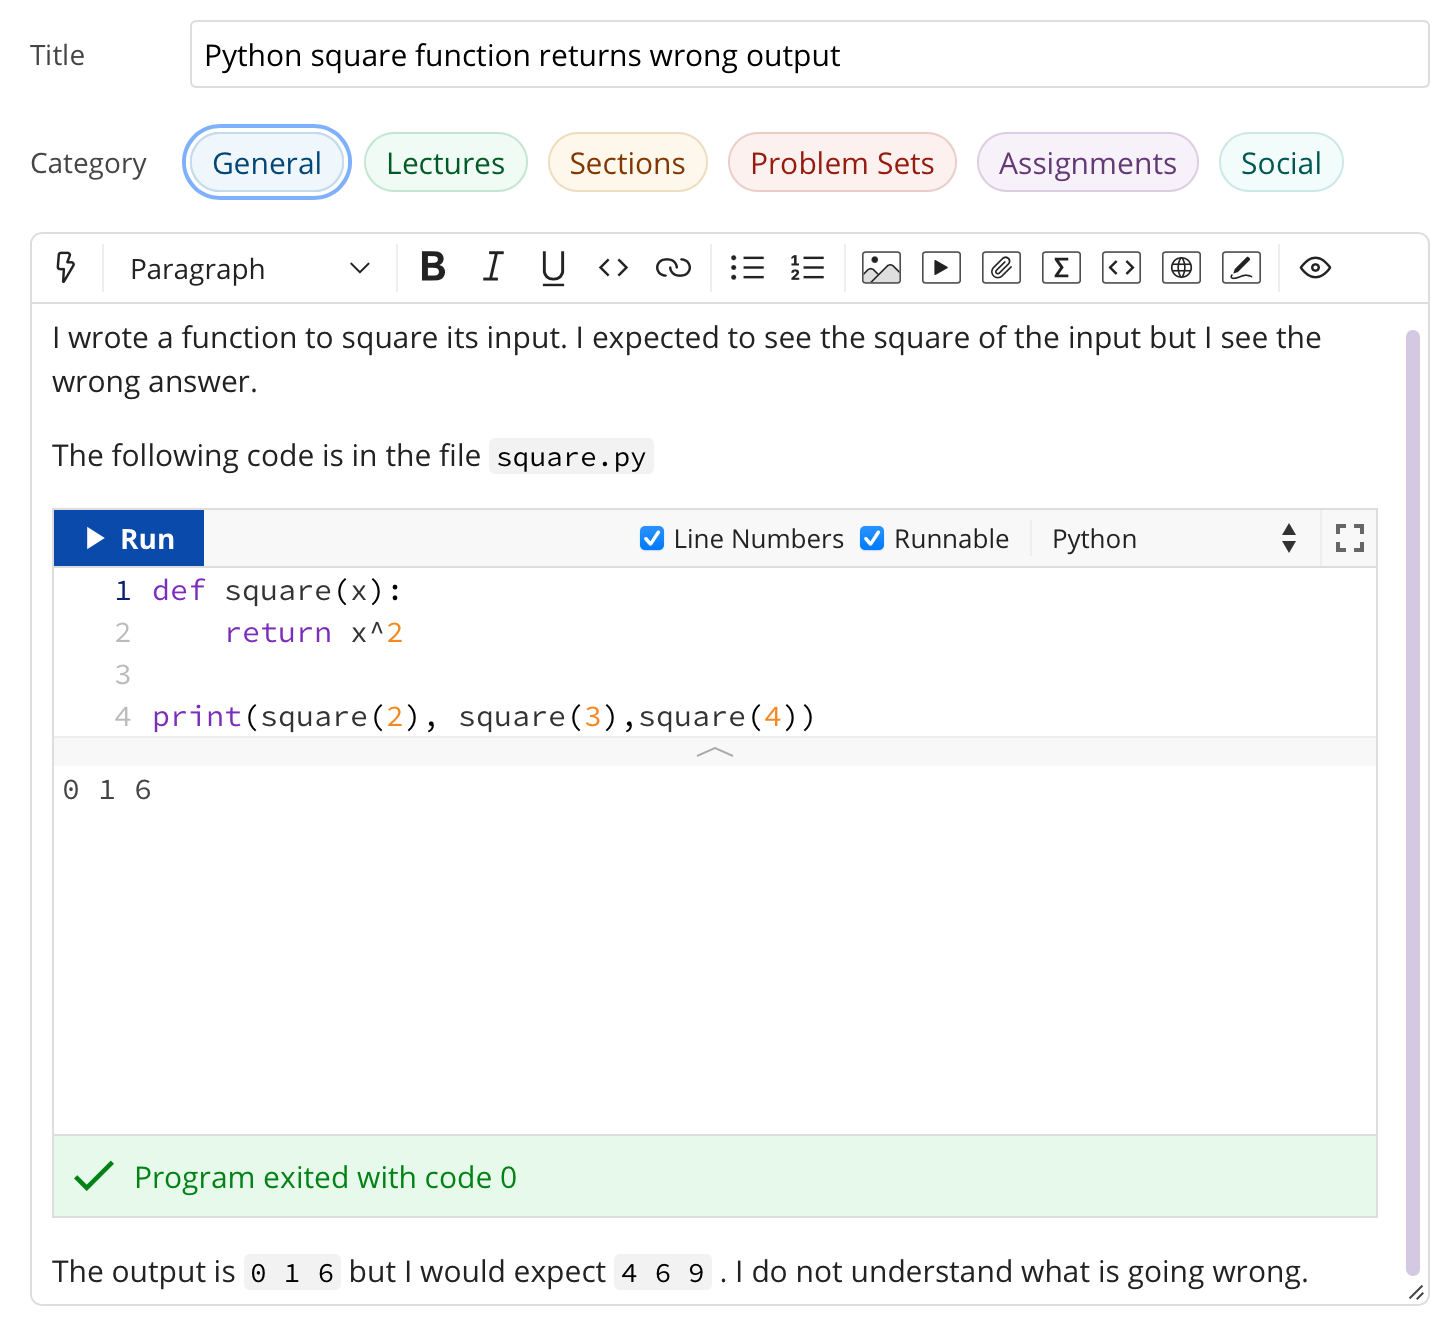 Title
Python square function returns wrong output
Category
General Lectures Sections Problem Sets Assignments Social
Paragraph B I U
I wrote a function to square its input. I expected to see the square of the input but I see the
wrong answer.
The following code is in the file square.py
Run Line Numbers Runnable Python
1 def square(x):
2     return x^2
3
4 print(square(2), square(3),square(4))
0 1 6
Program exited with code 0
The output is 0 1 6 but I would expect 4 6 9 . I do not understand what is going wrong.